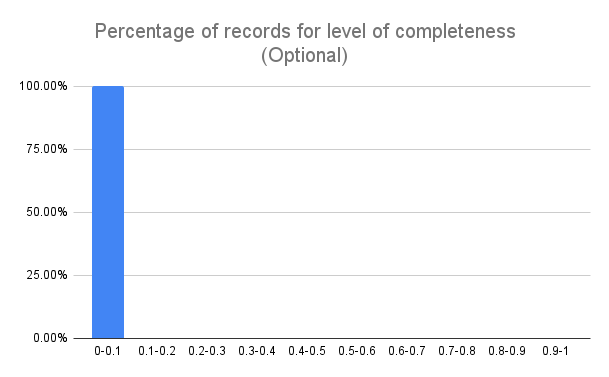 Percentage of records for level of completeness
(Optional)
100.00%
75.00%
50.00%
25.00%
0.00%
0-0.1 0.1-0.2 0.2-0.3 0.3-0.4 0.4-0.5 0.5-0.6 0.6-0.7 0.7-0.8 0.8-0.9 0.9-1